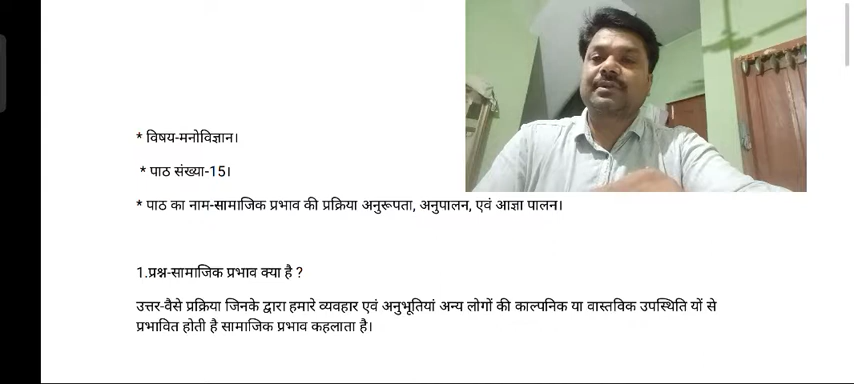 * विषय-मनोविज्ञान।
* पाठ संख्या-15।
* पाठ का नाम-सामाजिक प्रभाव की प्रक्रिया अनुरूपता, अनुपालन, एवं आज्ञा पालन।
1.प्रश्न-सामाजिक प्रभाव क्या है ?
उत्तर-वैसे प्रक्रिया जिनके द्वारा हमारे व्यवहार एवं अनुभूतियां अन्य लोगों की काल्पनिक या वास्तविक उपस्थिति यों से
प्रभावित होती है सामाजिक प्रभाव कहलाता है।